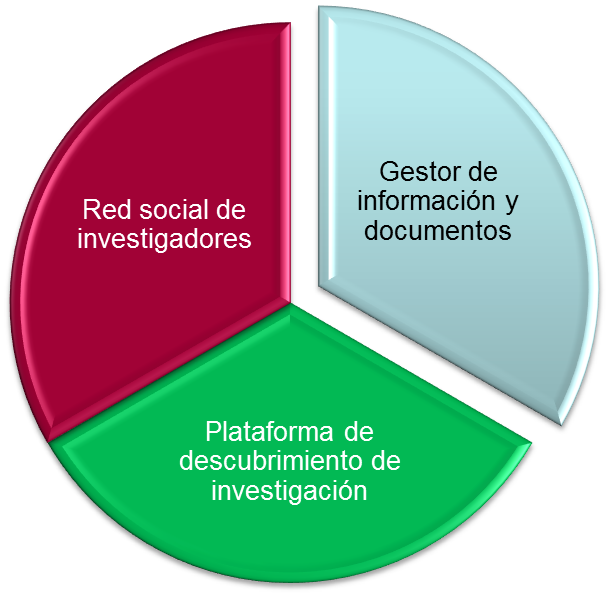 Red social de
investigadores
Gestor de
información y
documentos
Plataforma de
descubrimiento de
investigación